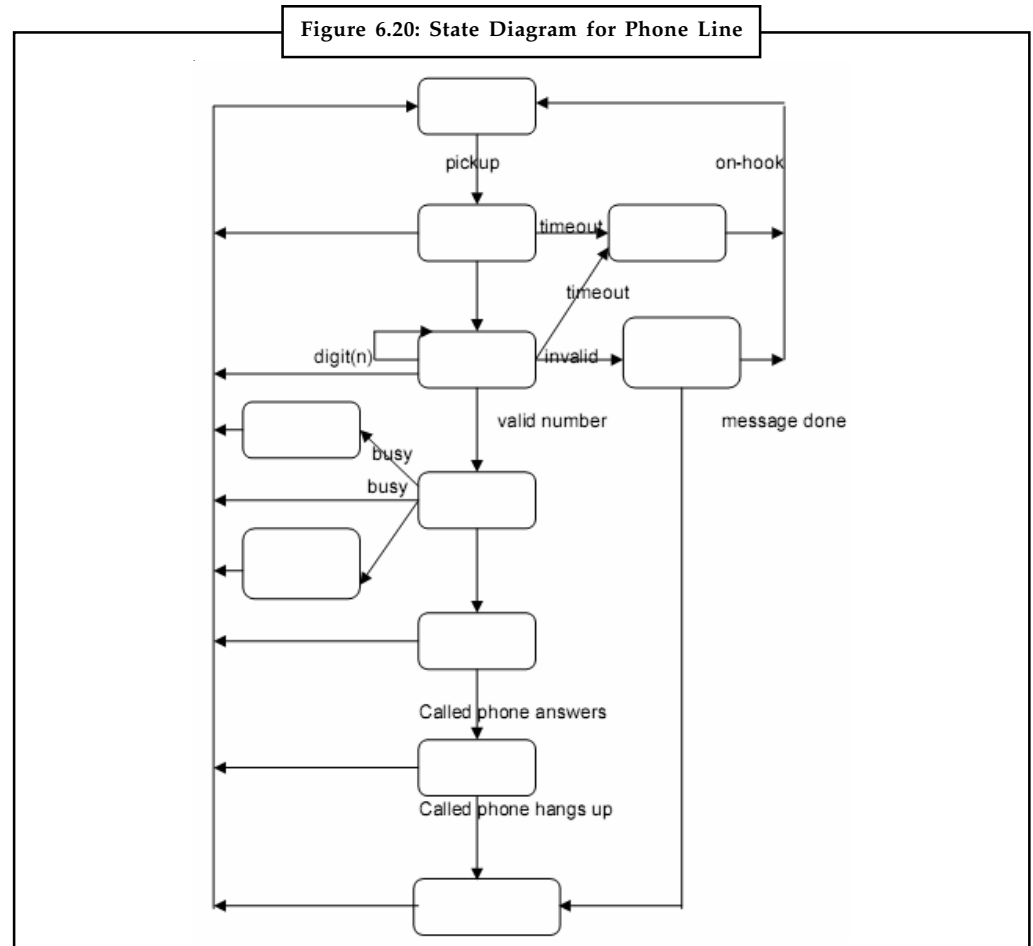 Figure 6.20: State Diagram for Phone Line
pickup
on-hook
timeout
timeout
digit(n)
invalid
valid number
message done
busy
busy
Called phone answers
Called phone hangs up